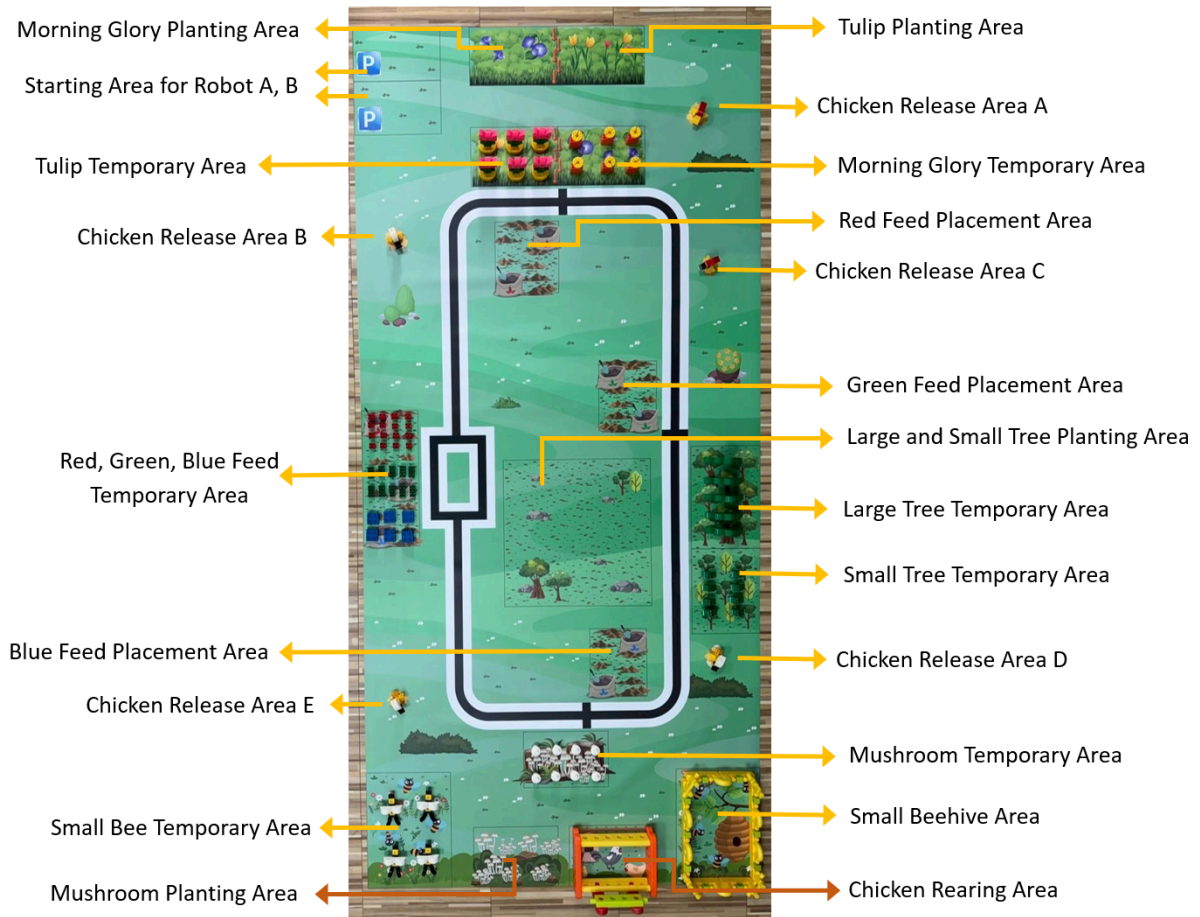 Morning Glory Planting Area
Tulip Planting Area
P
Starting Area for Robot A, B
P
Chicken Release Area A
Tulip Temporary Area
Morning Glory Temporary Area
Red Feed Placement Area
Chicken Release Area B
Chicken Release Area C
Green Feed Placement Area
Large and Small Tree Planting Area
Red, Green, Blue Feed
Temporary Area
Large Tree Temporary Area
Small Tree Temporary Area
Blue Feed Placement Area
Chicken Release Area D
Chicken Release Area E
Mushroom Temporary Area
Small Bee Temporary Area
Small Beehive Area
Mushroom Planting Area
Chicken Rearing Area